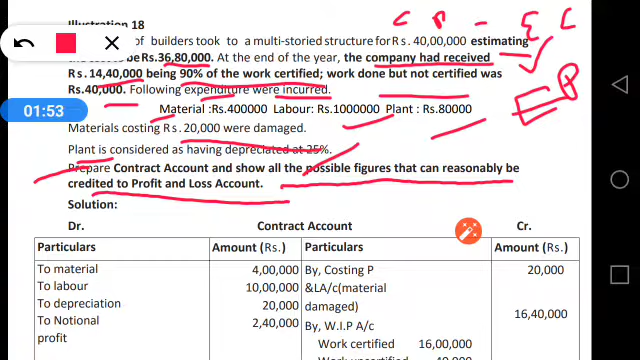 Illustration 18
C P - E C
of builders took to a multi-storied structure for Rs. 40,00,000 estimating
be Rs.36,80,000. At the end of the year, the company had received
Rs.14,40,000 being 90% of the work certified; work done but not certified was
Rs.40,000. Following expenditure were incurred.
01:53
Material :Rs.400000 Labour: Rs.1000000 Plant : Rs.80000
Materials costing Rs.20,000 were damaged.
Plant is considered as having depreciated at 25%.
Prepare Contract Account and show all the possible figures that can reasonably be
credited to Profit and Loss Account.
Solution:
Dr. Contract Account Cr.
Particulars Amount (Rs.) Particulars Amount (Rs.)
To material 4,00,000 By, Costing P 20,000
To labour 10,00,000 &LA/c(material
To depreciation 20,000 damaged) 16,40,000
To Notional 2,40,000 By, W.I.P A/c
profit Work certified 16,00,000
Work uncertified 40,000